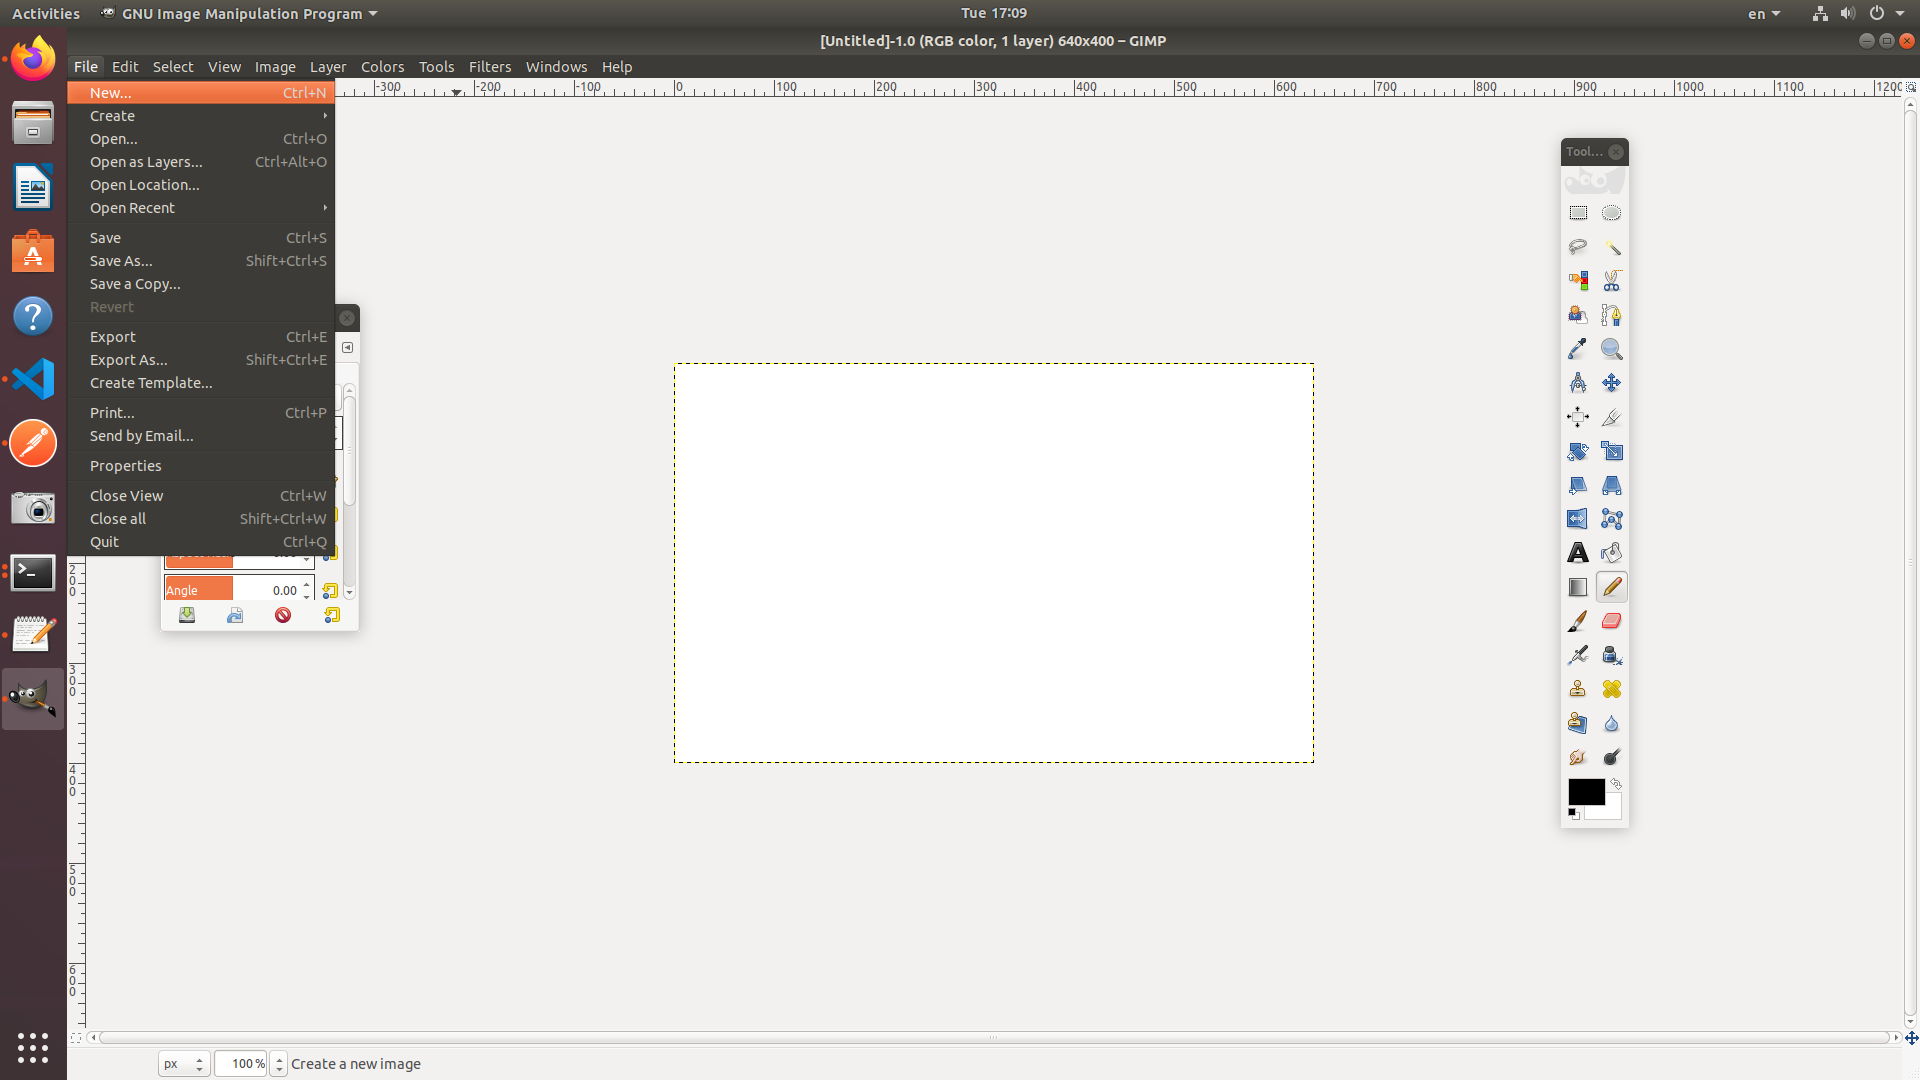 Activities GNU Image Manipulation Program Tue 17:09 en
[Untitled]-1.0 (RGB color, 1 layer) 640x400 – GIMP
File Edit Select View Image Layer Colors Tools Filters Windows Help
-300 -200 -100 0 100 200 300 400 500 600 700 800 900 1000 1100 1200
New... Ctrl+N
Create
Open... Ctrl+O
Open as Layers... Ctrl+Alt+O
Open Location...
Open Recent
Save Ctrl+S
Save As... Shift+Ctrl+S
Save a Copy...
Revert
Export Ctrl+E
Export As... Shift+Ctrl+E
Create Template...
Print... Ctrl+P
Send by Email...
Properties
Close View Ctrl+W
Close all Shift+Ctrl+W
Quit Ctrl+Q
Angle 0.00
Tool...
200
300
400
500
600
px 100 % Create a new image